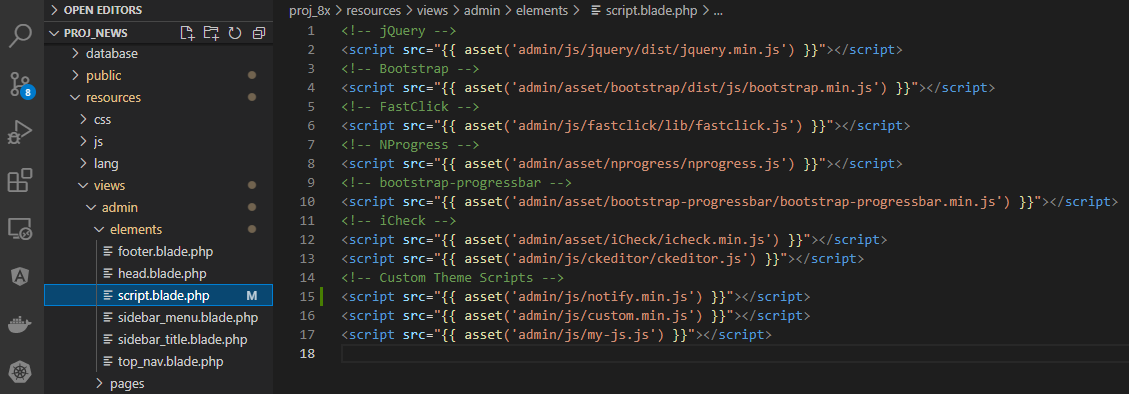 OPEN EDITORS
PROJ_NEWS
database
public
resources
css
js
lang
views
admin
elements
footer.blade.php
head.blade.php
script.blade.php M
sidebar_menu.blade.php
sidebar_title.blade.php
top_nav.blade.php
pages
8
proj_8x > resources > views > admin > elements > script.blade.php > ...
1 <!-- jQuery -->
2 <script src="{{ asset('admin/js/jquery/dist/jquery.min.js') }}"></script>
3 <!-- Bootstrap -->
4 <script src="{{ asset('admin/asset/bootstrap/dist/js/bootstrap.min.js') }}"></script>
5 <!-- FastClick -->
6 <script src="{{ asset('admin/js/fastclick/lib/fastclick.js') }}"></script>
7 <!-- NProgress -->
8 <script src="{{ asset('admin/asset/nprogress/nprogress.js') }}"></script>
9 <!-- bootstrap-progressbar -->
10 <script src="{{ asset('admin/asset/bootstrap-progressbar/bootstrap-progressbar.min.js') }}"></script>
11 <!-- iCheck -->
12 <script src="{{ asset('admin/asset/iCheck/icheck.min.js') }}"></script>
13 <script src="{{ asset('admin/js/ckeditor/ckeditor.js') }}"></script>
14 <!-- Custom Theme Scripts -->
15 <script src="{{ asset('admin/js/notify.min.js') }}"></script>
16 <script src="{{ asset('admin/js/custom.min.js') }}"></script>
17 <script src="{{ asset('admin/js/my-js.js') }}"></script>
18